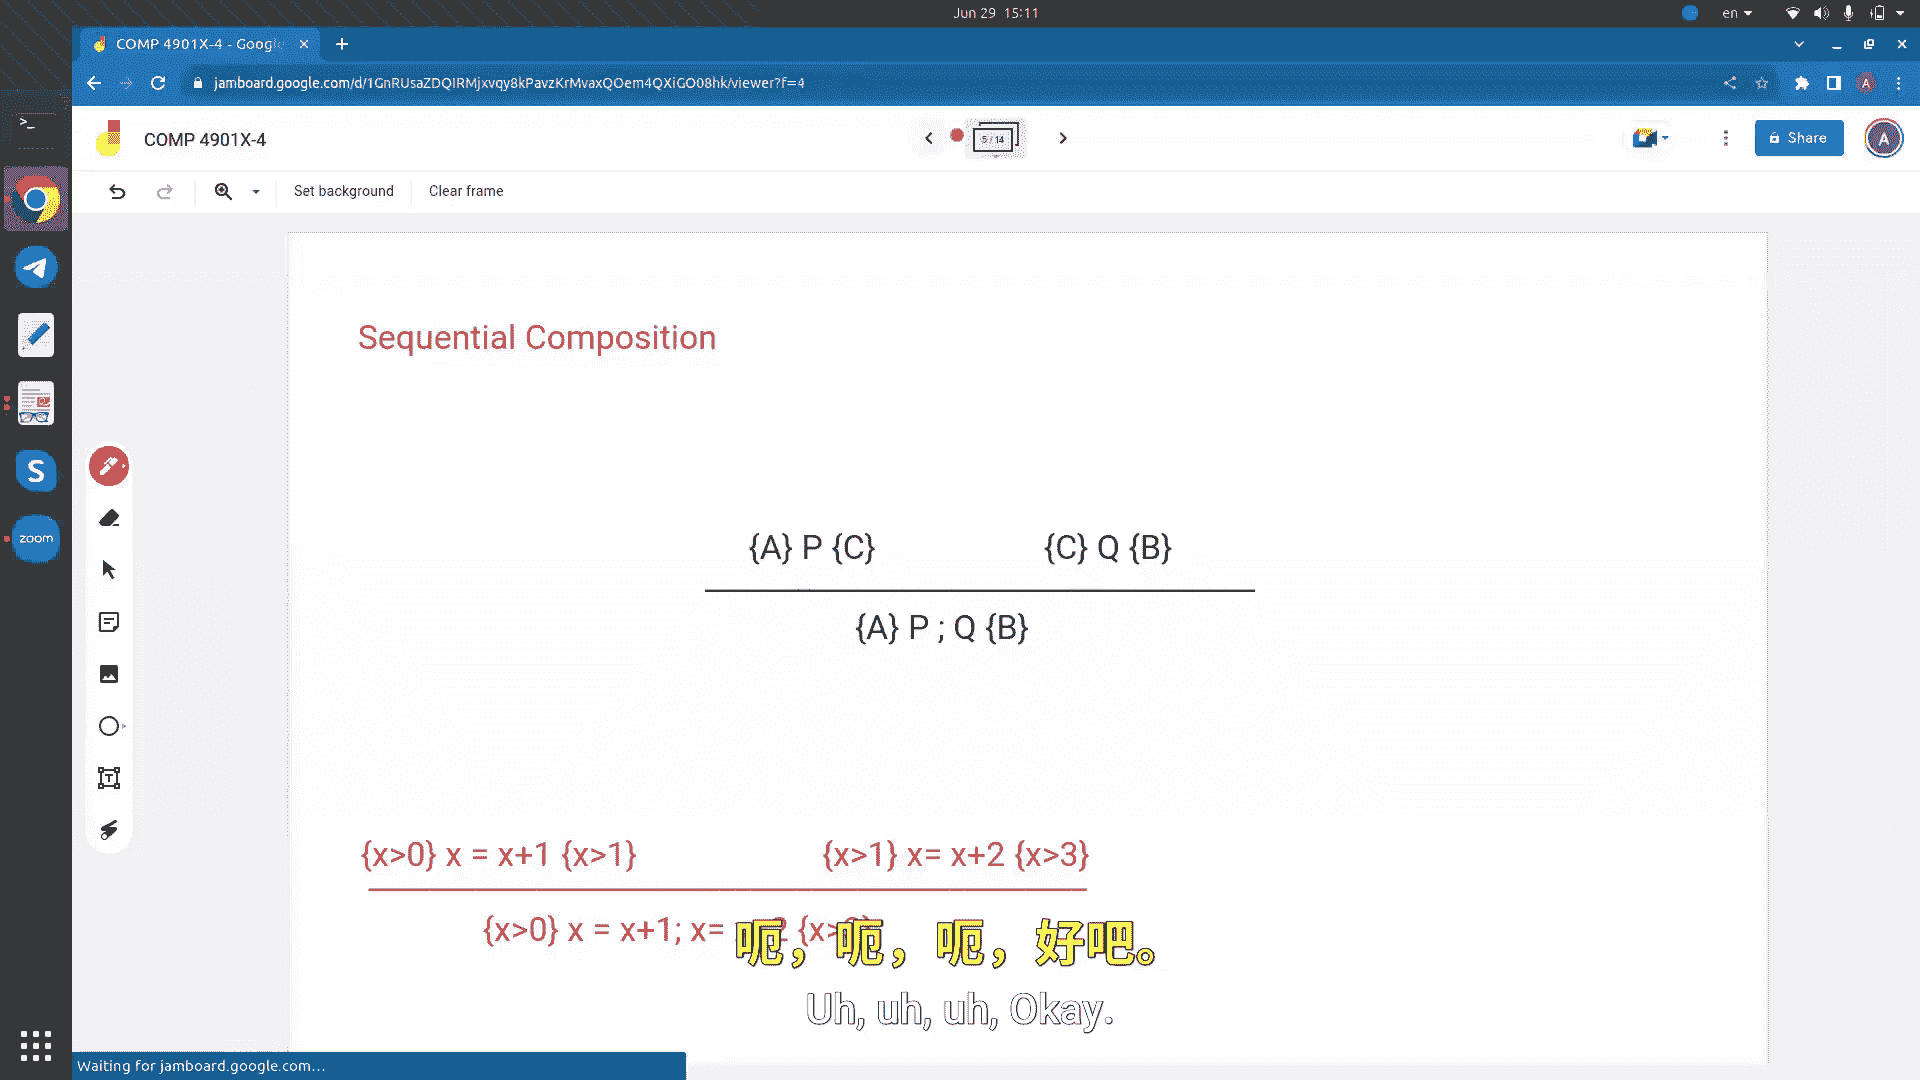 Jun 29 15:11
en
COMP 4901X-4 - Google
jamboard.google.com/d/1GnRUsaZDQIRMjxvqy8kPavzKrMvaxQOem4QXiGO08hk/viewer?f=4
COMP 4901X-4
5 / 14
Share
A
Set background
Clear frame
Sequential Composition
{A} P {C} {C} Q {B}
{A} P ; Q {B}
{x>0} x = x+1 {x>1} {x>1} x= x+2 {x>3}
{x>0} x = x+1; x= 2 {x>
呃，呃，呃，好吧。
Uh, uh, uh, Okay.
zoom
Waiting for jamboard.google.com...